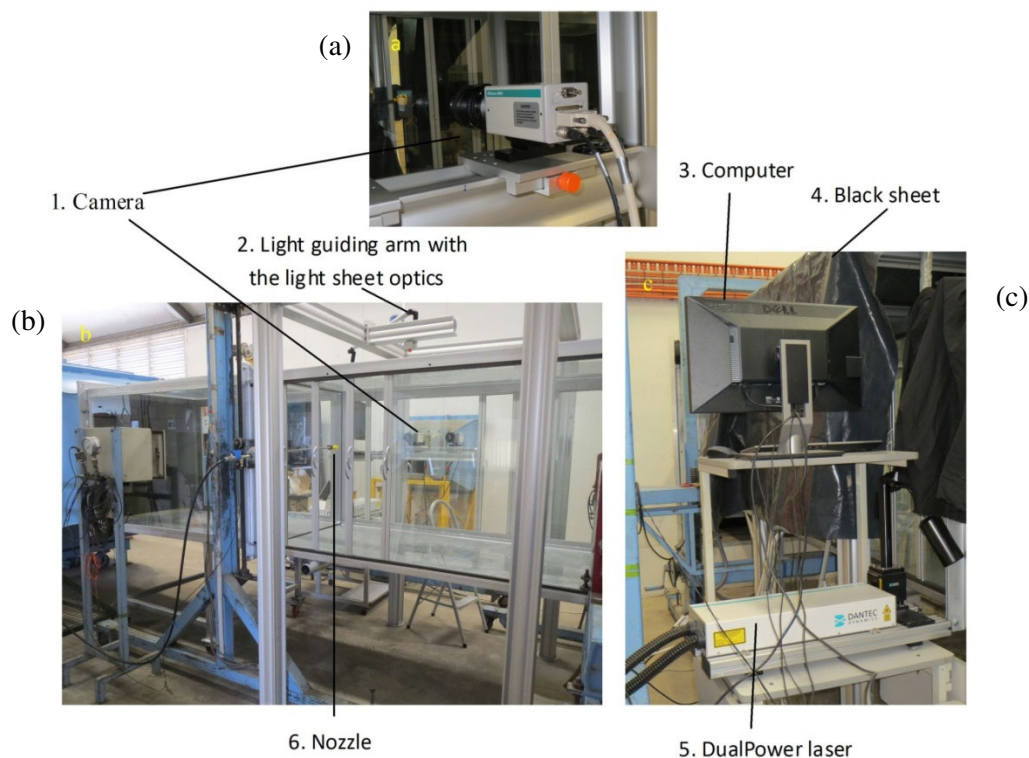 (a)
a
1. Camera
2. Light guiding arm with
the light sheet optics
3. Computer
4. Black sheet
(b)
b
(c)
c
DELL
DANTEC
DYNAMICS
6. Nozzle
5. DualPower laser